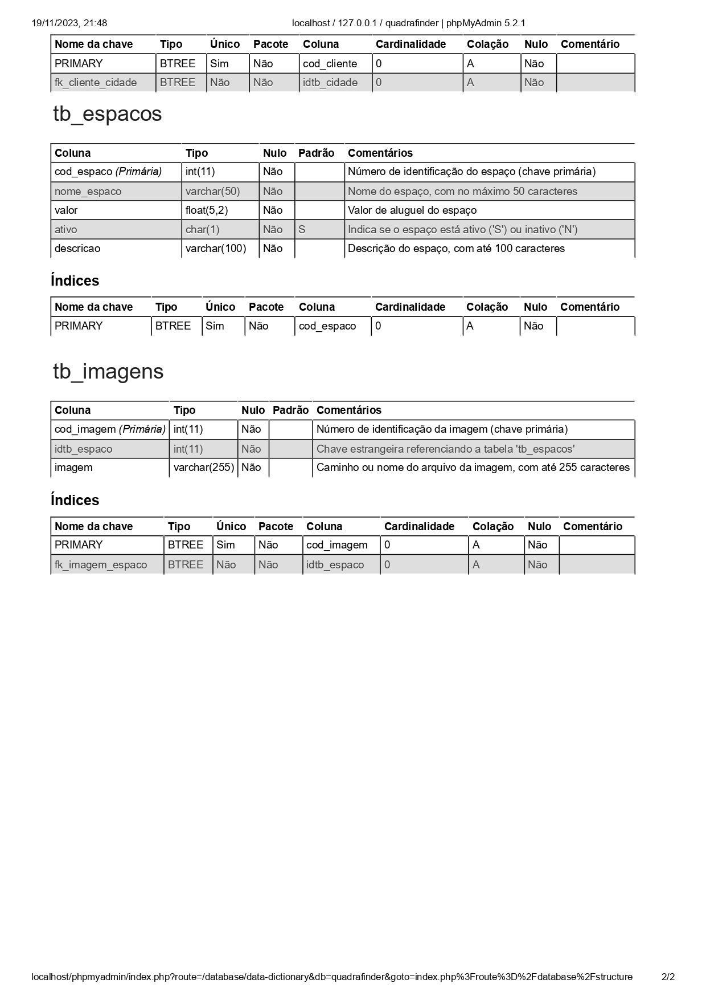 19/11/2023, 21:48 localhost / 127.0.0.1 / quadrafinder | phpMyAdmin 5.2.1
Nome da chave Tipo Único Pacote Coluna Cardinalidade Colação Nulo Comentário
PRIMARY BTREE Sim Não cod_cliente 0 A Não
fk_cliente_cidade BTREE Não Não idtb_cidade 0 A Não
tb_espacos
Coluna Tipo Nulo Padrão Comentários
cod_espaco (Primária) int(11) Não Número de identificação do espaço (chave primária)
nome_espaco varchar(50) Não Nome do espaço, com no máximo 50 caracteres
valor float(5,2) Não Valor de aluguel do espaço
ativo char(1) Não S Indica se o espaço está ativo ('S') ou inativo ('N')
descricao varchar(100) Não Descrição do espaço, com até 100 caracteres
Índices
Nome da chave Tipo Único Pacote Coluna Cardinalidade Colação Nulo Comentário
PRIMARY BTREE Sim Não cod_espaco 0 A Não
tb_imagens
Coluna Tipo Nulo Padrão Comentários
cod_imagem (Primária) int(11) Não Número de identificação da imagem (chave primária)
idtb_espaco int(11) Não Chave estrangeira referenciando a tabela 'tb_espacos'
imagem varchar(255) Não Caminho ou nome do arquivo da imagem, com até 255 caracteres
Índices
Nome da chave Tipo Único Pacote Coluna Cardinalidade Colação Nulo Comentário
PRIMARY BTREE Sim Não cod_imagem 0 A Não
fk_imagem_espaco BTREE Não Não idtb_espaco 0 A Não
localhost/phpmyadmin/index.php?route=/database/data-dictionary&db=quadrafinder&goto=index.php%3Froute%3D%2Fdatabase%2Fstructure 2/2